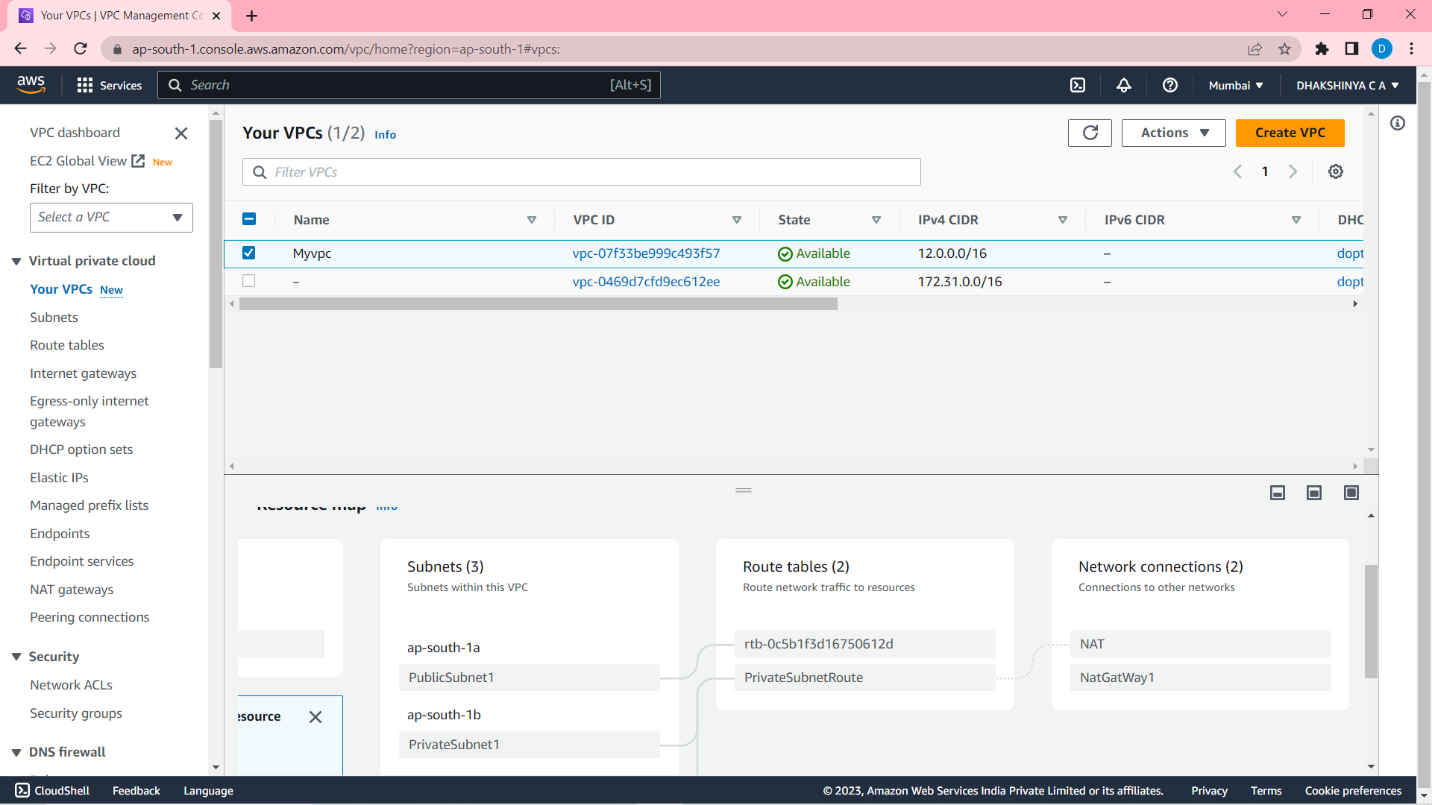 Your VPCs | VPC Management Co
ap-south-1.console.aws.amazon.com/vpc/home?region=ap-south-1#vpcs:
D
aws
Services
Search
[Alt+S]
Mumbai
DHAKSHINYA C A
VPC dashboard
EC2 Global View New
Filter by VPC:
Select a VPC
Virtual private cloud
Your VPCs New
Subnets
Route tables
Internet gateways
Egress-only internet
gateways
DHCP option sets
Elastic IPs
Managed prefix lists
Endpoints
Endpoint services
NAT gateways
Peering connections
Security
Network ACLs
Security groups
DNS firewall
Your VPCs (1/2) Info
Actions
Create VPC
Filter VPCs
1
Name VPC ID State IPv4 CIDR IPv6 CIDR DHC
Myvpc vpc-07f33be999c493f57 Available 12.0.0.0/16 – dopt
– vpc-0469d7cfd9ec612ee Available 172.31.0.0/16 – dopt
Resource map Info
esource
Subnets (3)
Subnets within this VPC
ap-south-1a
PublicSubnet1
ap-south-1b
PrivateSubnet1
Route tables (2)
Route network traffic to resources
rtb-0c5b1f3d16750612d
PrivateSubnetRoute
Network connections (2)
Connections to other networks
NAT
NatGatWay1
CloudShell Feedback Language
© 2023, Amazon Web Services India Private Limited or its affiliates. Privacy Terms Cookie preferences